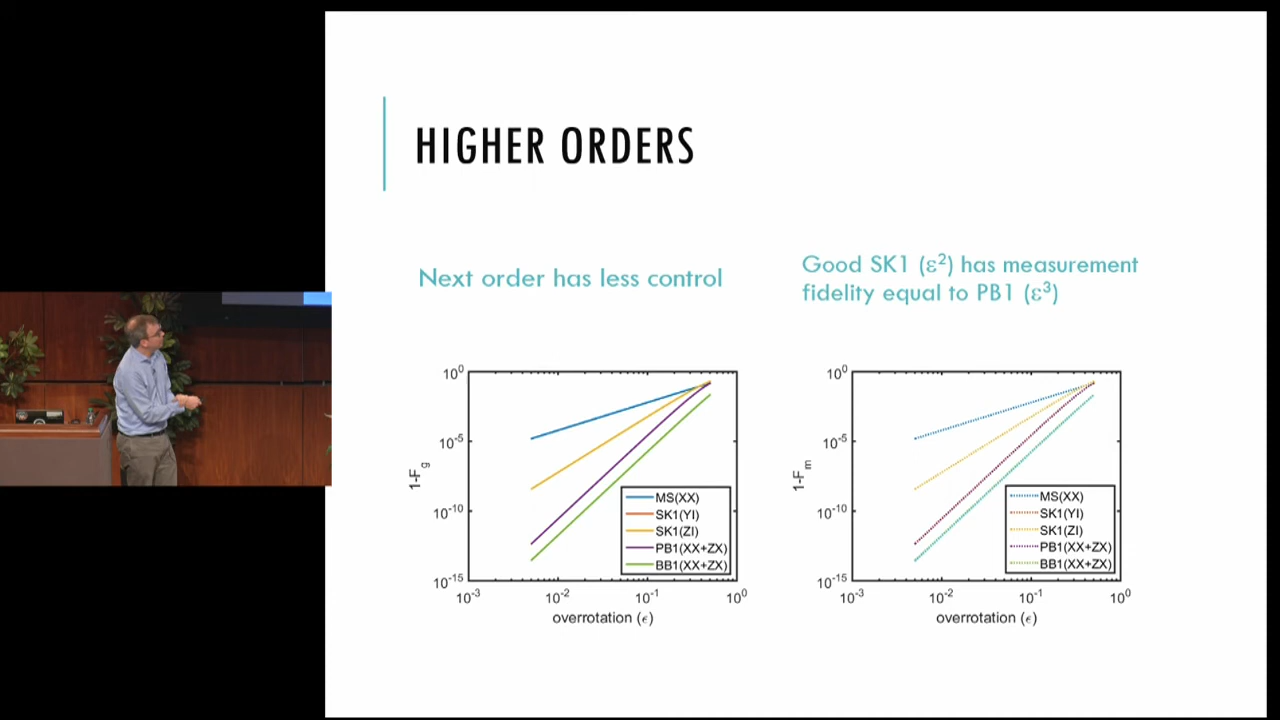 HIGHER ORDERS
Next order has less control
Good SK1 (ε²) has measurement
fidelity equal to PB1 (ε³)
10⁰
10⁻⁵
10⁻¹⁰
10⁻¹⁵
1-F_g
MS(XX)
SK1(YI)
SK1(ZI)
PB1(XX+ZX)
BB1(XX+ZX)
10⁻³
10⁻²
10⁻¹
10⁰
overrotation (ϵ)
10⁰
10⁻⁵
10⁻¹⁰
10⁻¹⁵
1-F_m
MS(XX)
SK1(YI)
SK1(ZI)
PB1(XX+ZX)
BB1(XX+ZX)
10⁻³
10⁻²
10⁻¹
10⁰
overrotation (ϵ)